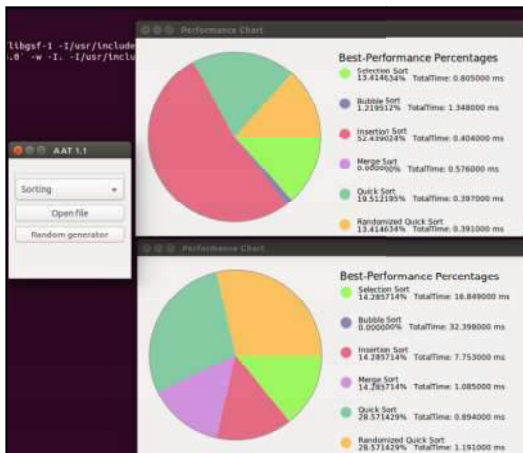 libgsf-1 -I/usr/include
.0` -w -I. -I/usr/inclu
Performance Chart
Best-Performance Percentages
Selection Sort
13.414634% TotalTime: 0.805000 ms
Bubble Sort
1.219512% TotalTime: 1.348000 ms
Insertion Sort
52.439024% TotalTime: 0.404000 ms
Merge Sort
0.000000% TotalTime: 0.576000 ms
Quick Sort
19.512195% TotalTime: 0.397000 ms
Randomized Quick Sort
13.414634% TotalTime: 0.391000 ms
AAT 1.1
Sorting
Open file
Random generator
Performance Chart
Best-Performance Percentages
Selection Sort
14.285714% TotalTime: 16.849000 ms
Bubble Sort
0.000000% TotalTime: 32.398000 ms
Insertion Sort
14.285714% TotalTime: 7.753000 ms
Merge Sort
14.285714% TotalTime: 1.085000 ms
Quick Sort
28.571429% TotalTime: 0.894000 ms
Randomized Quick Sort
28.571429% TotalTime: 1.191000 ms